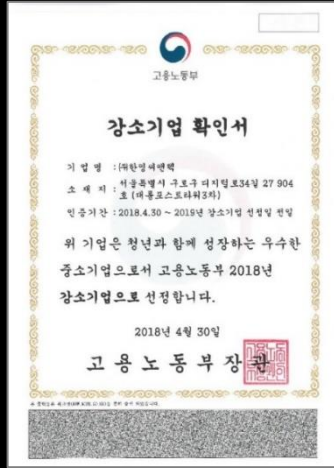 고용노동부
강소기업 확인서
기 업 명 : (주)한영이앤텍
소 재 지 : 서울특별시 구로구 디지털로34길 27 904
호 (대륭포스트타워3차)
인증기간 : 2018.4.30 ~ 2019년 강소기업 선정일 전일
위 기업은 청년과 함께 성장하는 우수한
중소기업으로서 고용노동부 2018년
강소기업으로 선정합니다.
2018년 4월 30일
고 용 노 동 부 장 관